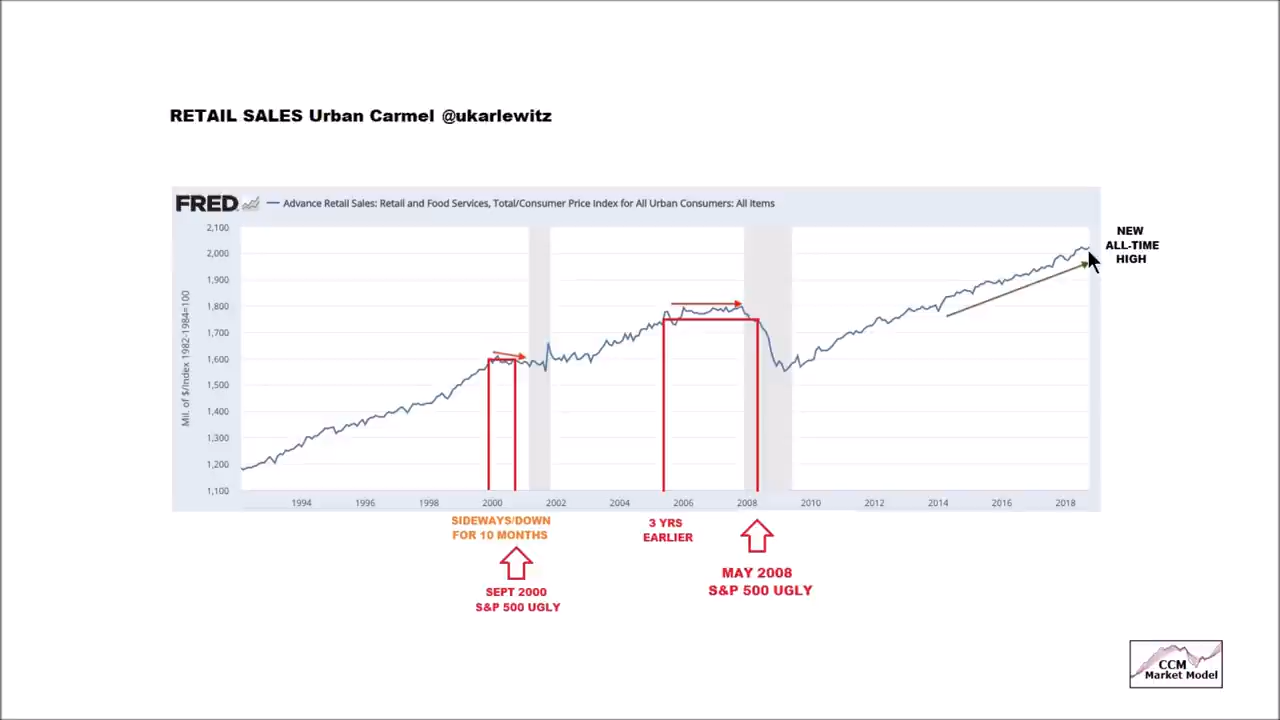 RETAIL SALES Urban Carmel @ukarlewitz
FRED
Advance Retail Sales: Retail and Food Services, Total/Consumer Price Index for All Urban Consumers: All Items
Mil. of $/Index 1982-1984=100
2,100
2,000
1,900
1,800
1,700
1,600
1,500
1,400
1,300
1,200
1,100
1994 1996 1998 2000 2002 2004 2006 2008 2010 2012 2014 2016 2018
NEW
ALL-TIME
HIGH
SIDEWAYS/DOWN
FOR 10 MONTHS
SEPT 2000
S&P 500 UGLY
3 YRS
EARLIER
MAY 2008
S&P 500 UGLY
CCM
Market Model